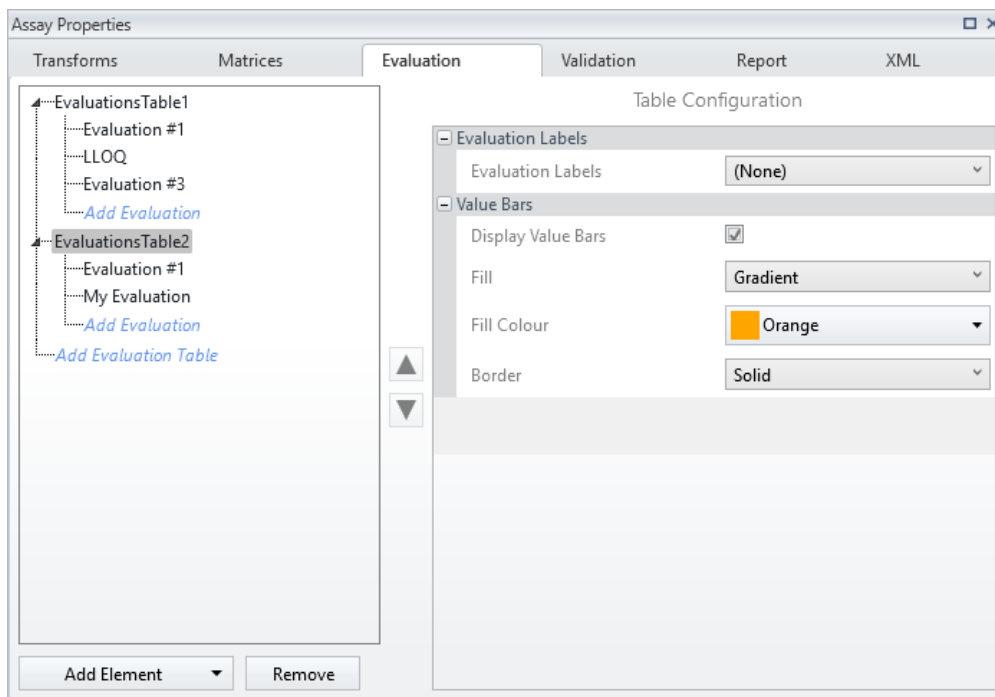 Assay Properties
Transforms Matrices Evaluation Validation Report XML
EvaluationsTable1
Evaluation #1
LLOQ
Evaluation #3
Add Evaluation
EvaluationsTable2
Evaluation #1
My Evaluation
Add Evaluation
Add Evaluation Table
Add Element
Remove
Table Configuration
Evaluation Labels
Evaluation Labels (None)
Value Bars
Display Value Bars
Fill Gradient
Fill Colour Orange
Border Solid